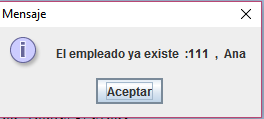 Mensaje
El empleado ya existe :111 , Ana
Aceptar